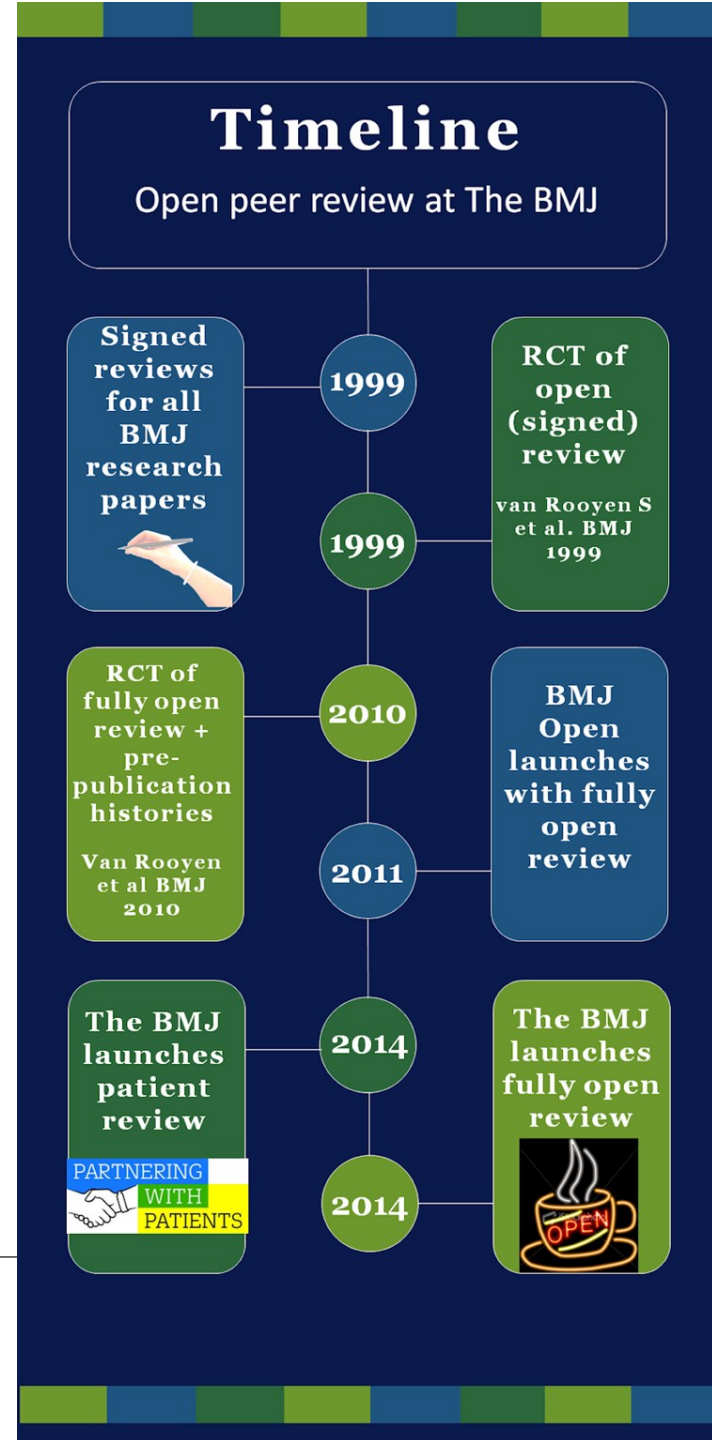 Timeline
Open peer review at The BMJ
Signed
reviews
for all
BMJ
research
papers
1999
RCT of
open
(signed)
review
van Rooyen S
et al. BMJ
1999
1999
RCT of
fully open
review +
pre-
publication
histories
Van Rooyen
et al BMJ
2010
2010
BMJ
Open
launches
with fully
open
review
2011
The BMJ
launches
patient
review
PARTNERING
WITH
PATIENTS
2014
The BMJ
launches
fully open
review
OPEN
2014